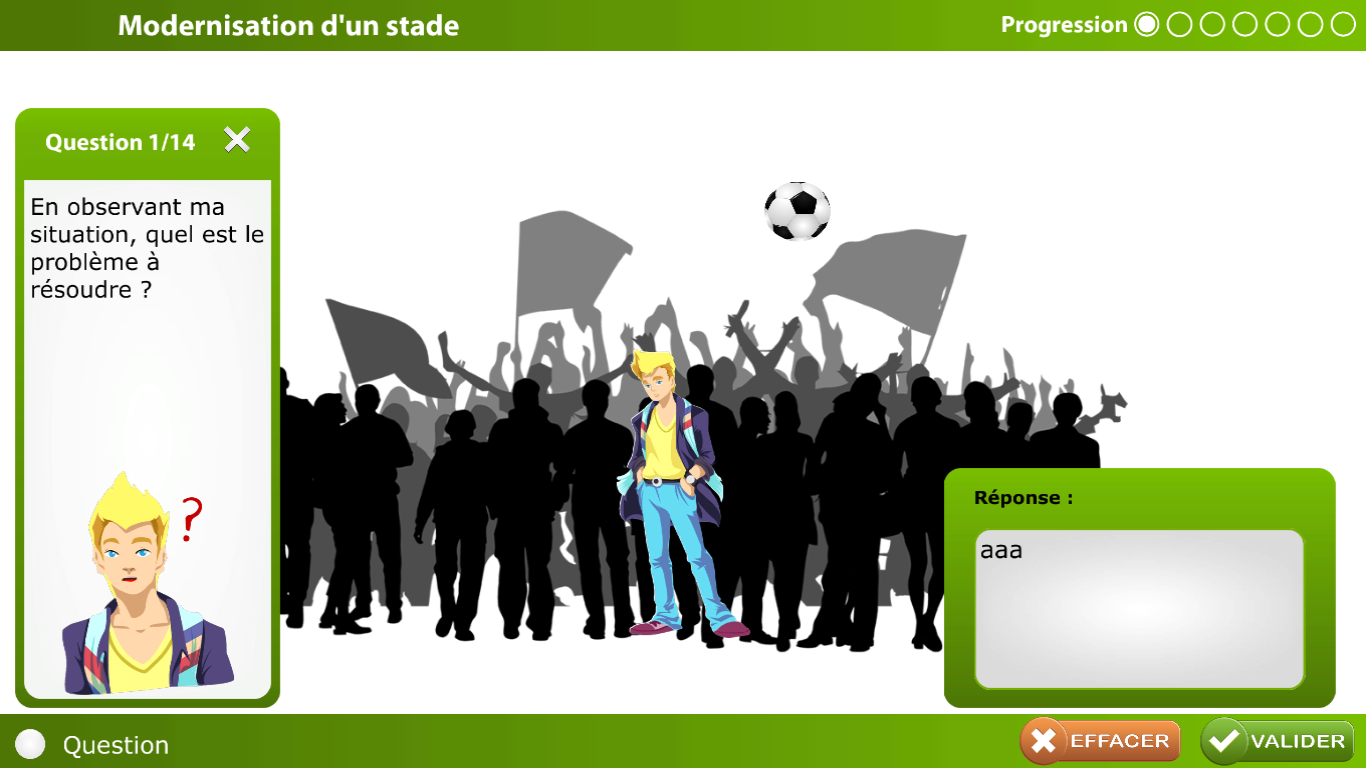 Modernisation d'un stade
Progression
Question 1/14
En observant ma
situation, quel est le
problème à
résoudre ?
?
Réponse :
aaa
Question
EFFACER
VALIDER